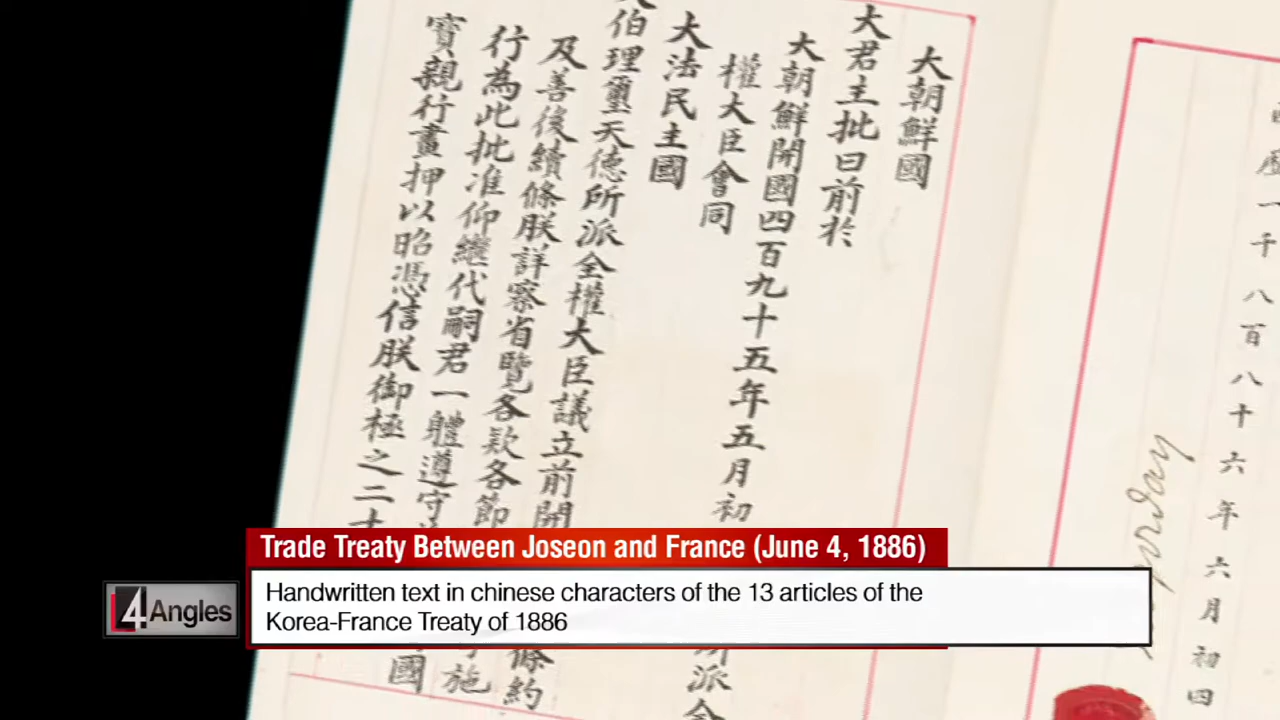 曆一千八百八十六年六月初四
大朝鮮國
大君主批曰前於
大朝鮮開國四百九十五年五月初派全
權大臣會同
大法民主國
伯理璽天德所派全權大臣議立前開條約
及善後續條朕詳察省覽各款各節施
行為此批准仰繼代嗣君一體遵守國
寶親行畫押以昭憑信朕御極之二十
Trade Treaty Between Joseon and France (June 4, 1886)
4 Angles
Handwritten text in chinese characters of the 13 articles of the
Korea-France Treaty of 1886